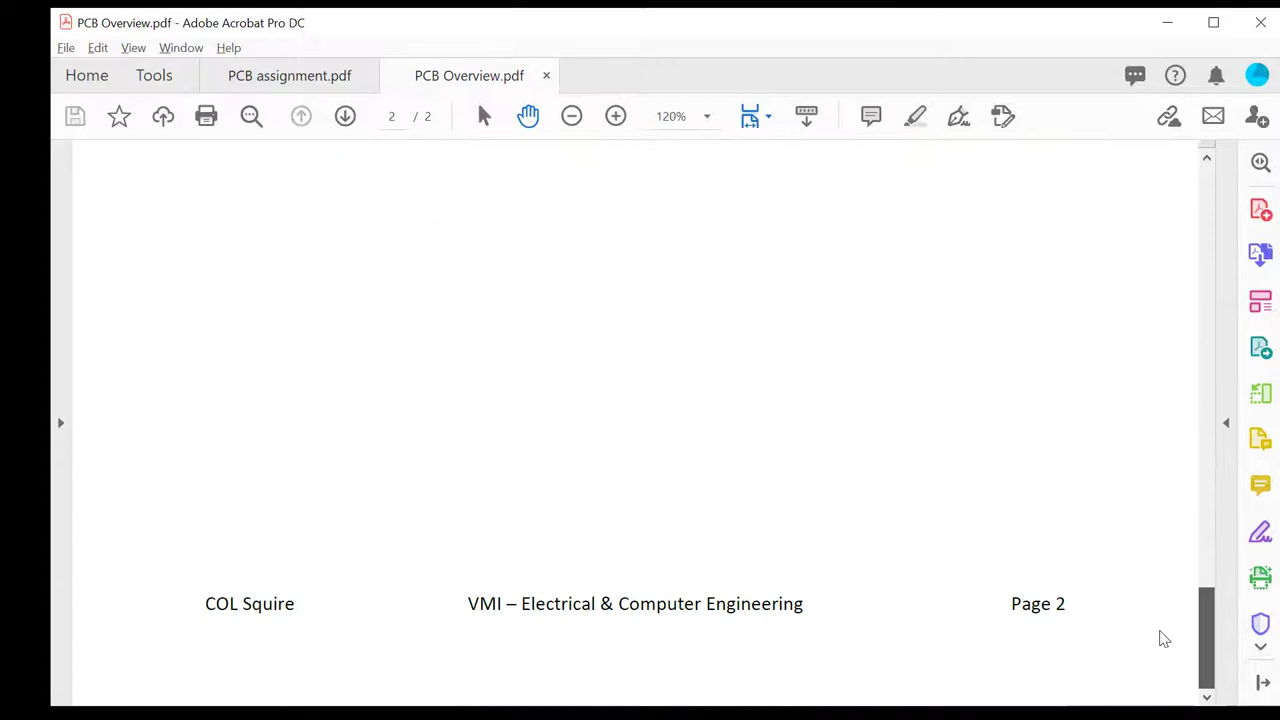 PCB Overview.pdf - Adobe Acrobat Pro DC
File Edit View Window Help
Home Tools PCB assignment.pdf PCB Overview.pdf ×
2 / 2 120%
COL Squire VMI – Electrical & Computer Engineering Page 2